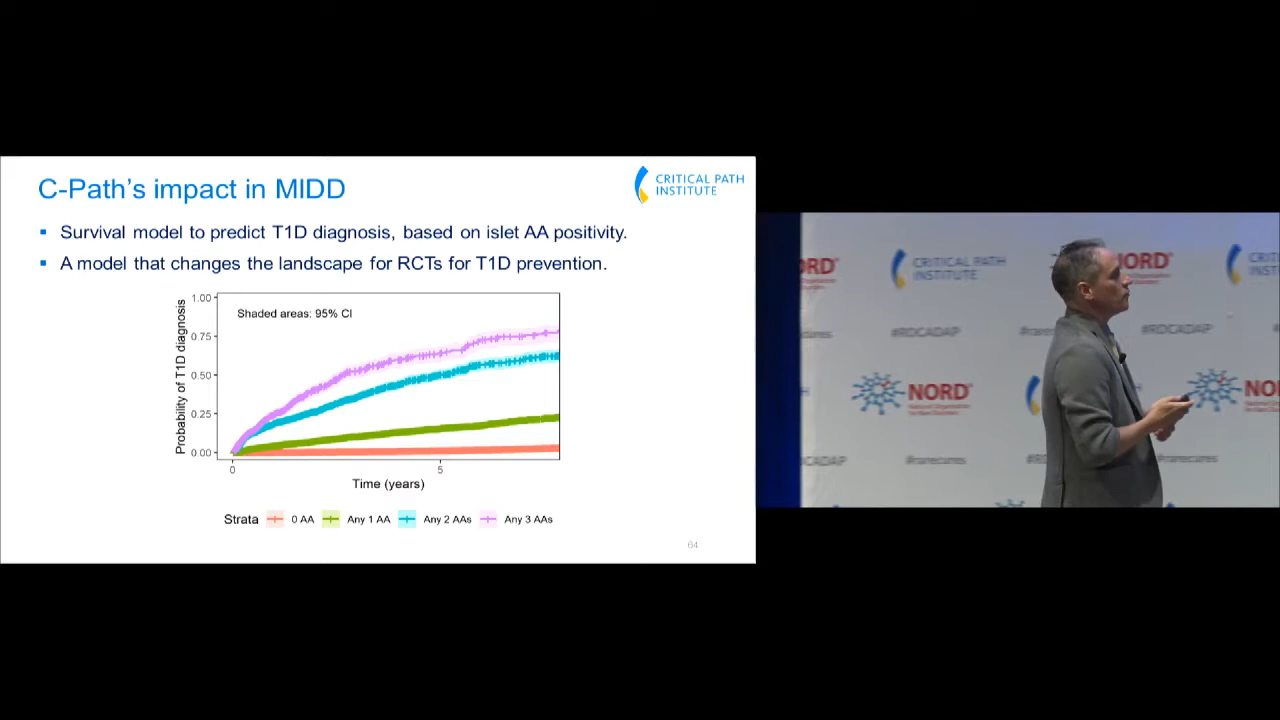 C-Path's impact in MIDD
CRITICAL PATH
INSTITUTE
▪ Survival model to predict T1D diagnosis, based on islet AA positivity.
▪ A model that changes the landscape for RCTs for T1D prevention.
Shaded areas: 95% CI
Probability of T1D diagnosis
1.00
0.75
0.50
0.25
0.00
0
5
Time (years)
Strata 0 AA Any 1 AA Any 2 AAs Any 3 AAs
64
CRITICAL PATH
INSTITUTE
#RDCADAP
#RDCADAP
NORD®
#rarecares